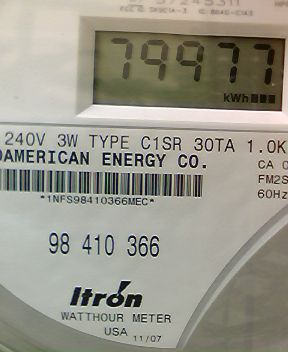 79977
kWh
240V 3W TYPE C1SR 30TA 1.0K
AMERICAN ENERGY CO.
CA
FM2S
60Hz
*1NFS98410366MEC*
98 410 366
Itron
WATTHOUR METER
USA 11/07